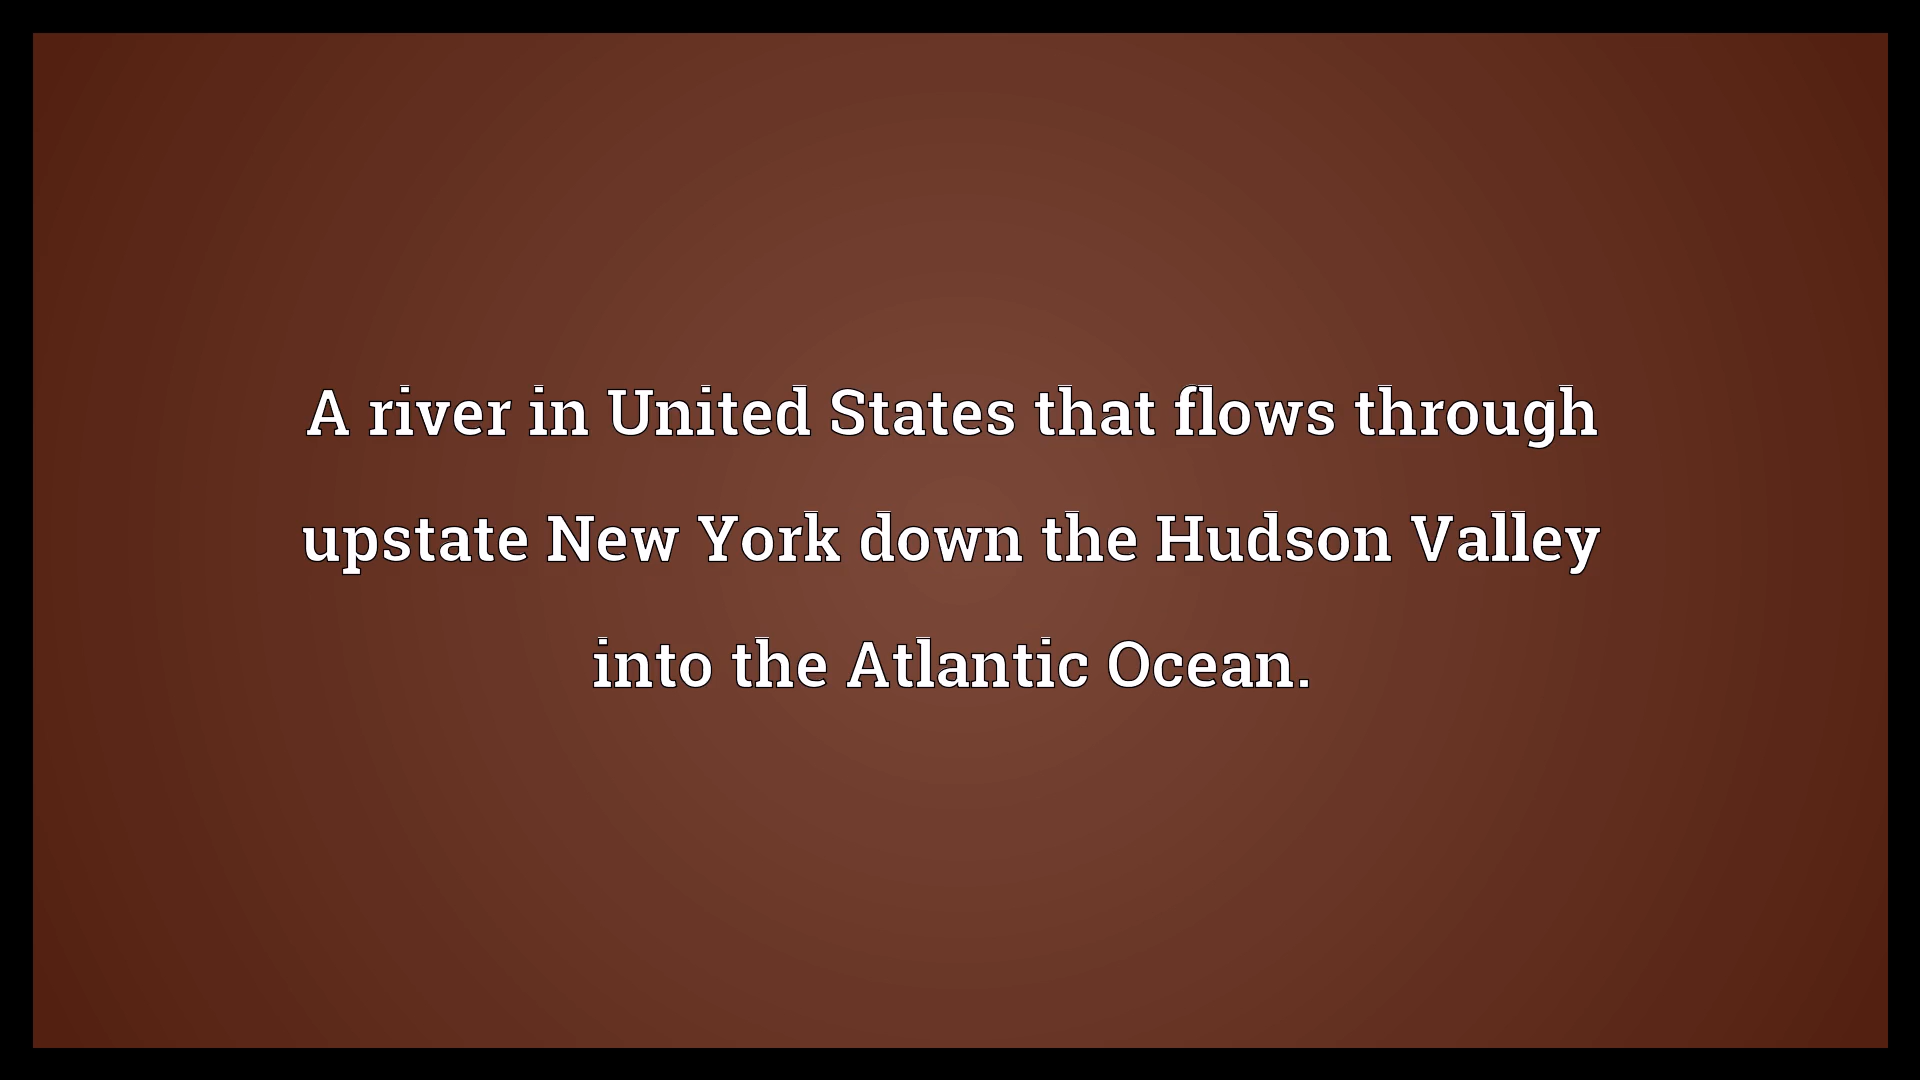 A river in United States that flows through
upstate New York down the Hudson Valley
into the Atlantic Ocean.